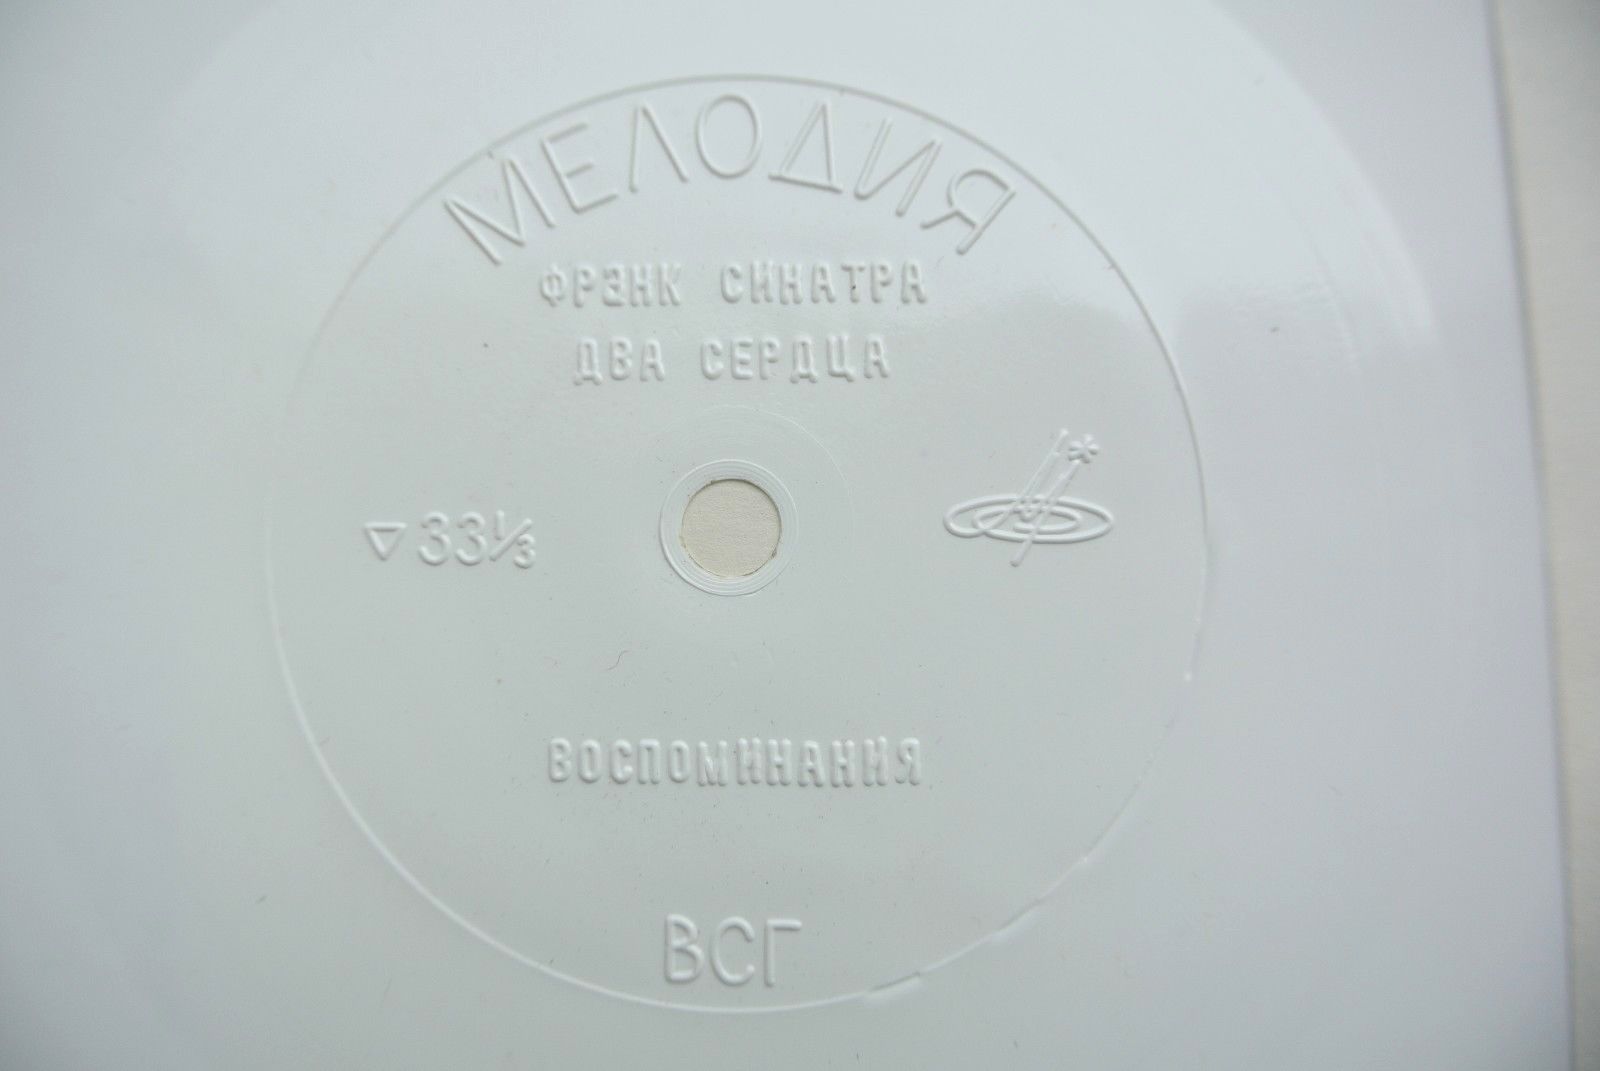 МЕЛОДИЯ
ФРЭНК СИНАТРА
ДВА СЕРДЦА
▽ 33⅓
ВОСПОМИНАНИЯ
ВСГ